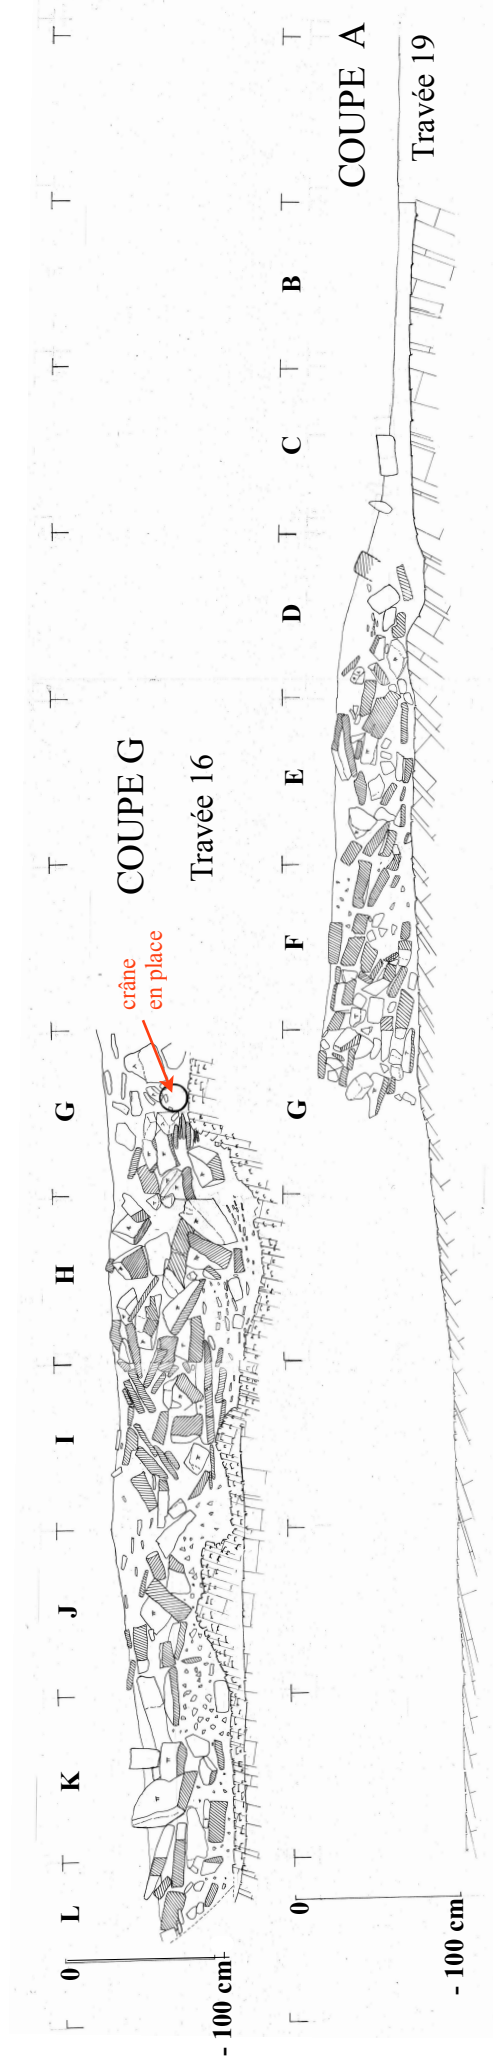 COUPE G
Travée 16
crâne
en place
L K J I H G
0
- 100 cm
COUPE A
Travée 19
G F E D C B
0
- 100 cm